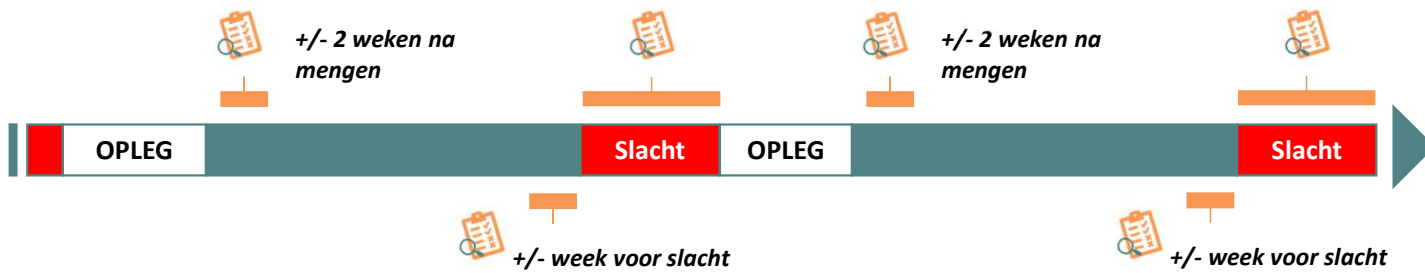 +/- 2 weken na
mengen
+/- 2 weken na
mengen
OPLEG
Slacht
OPLEG
Slacht
+/- week voor slacht
+/- week voor slacht